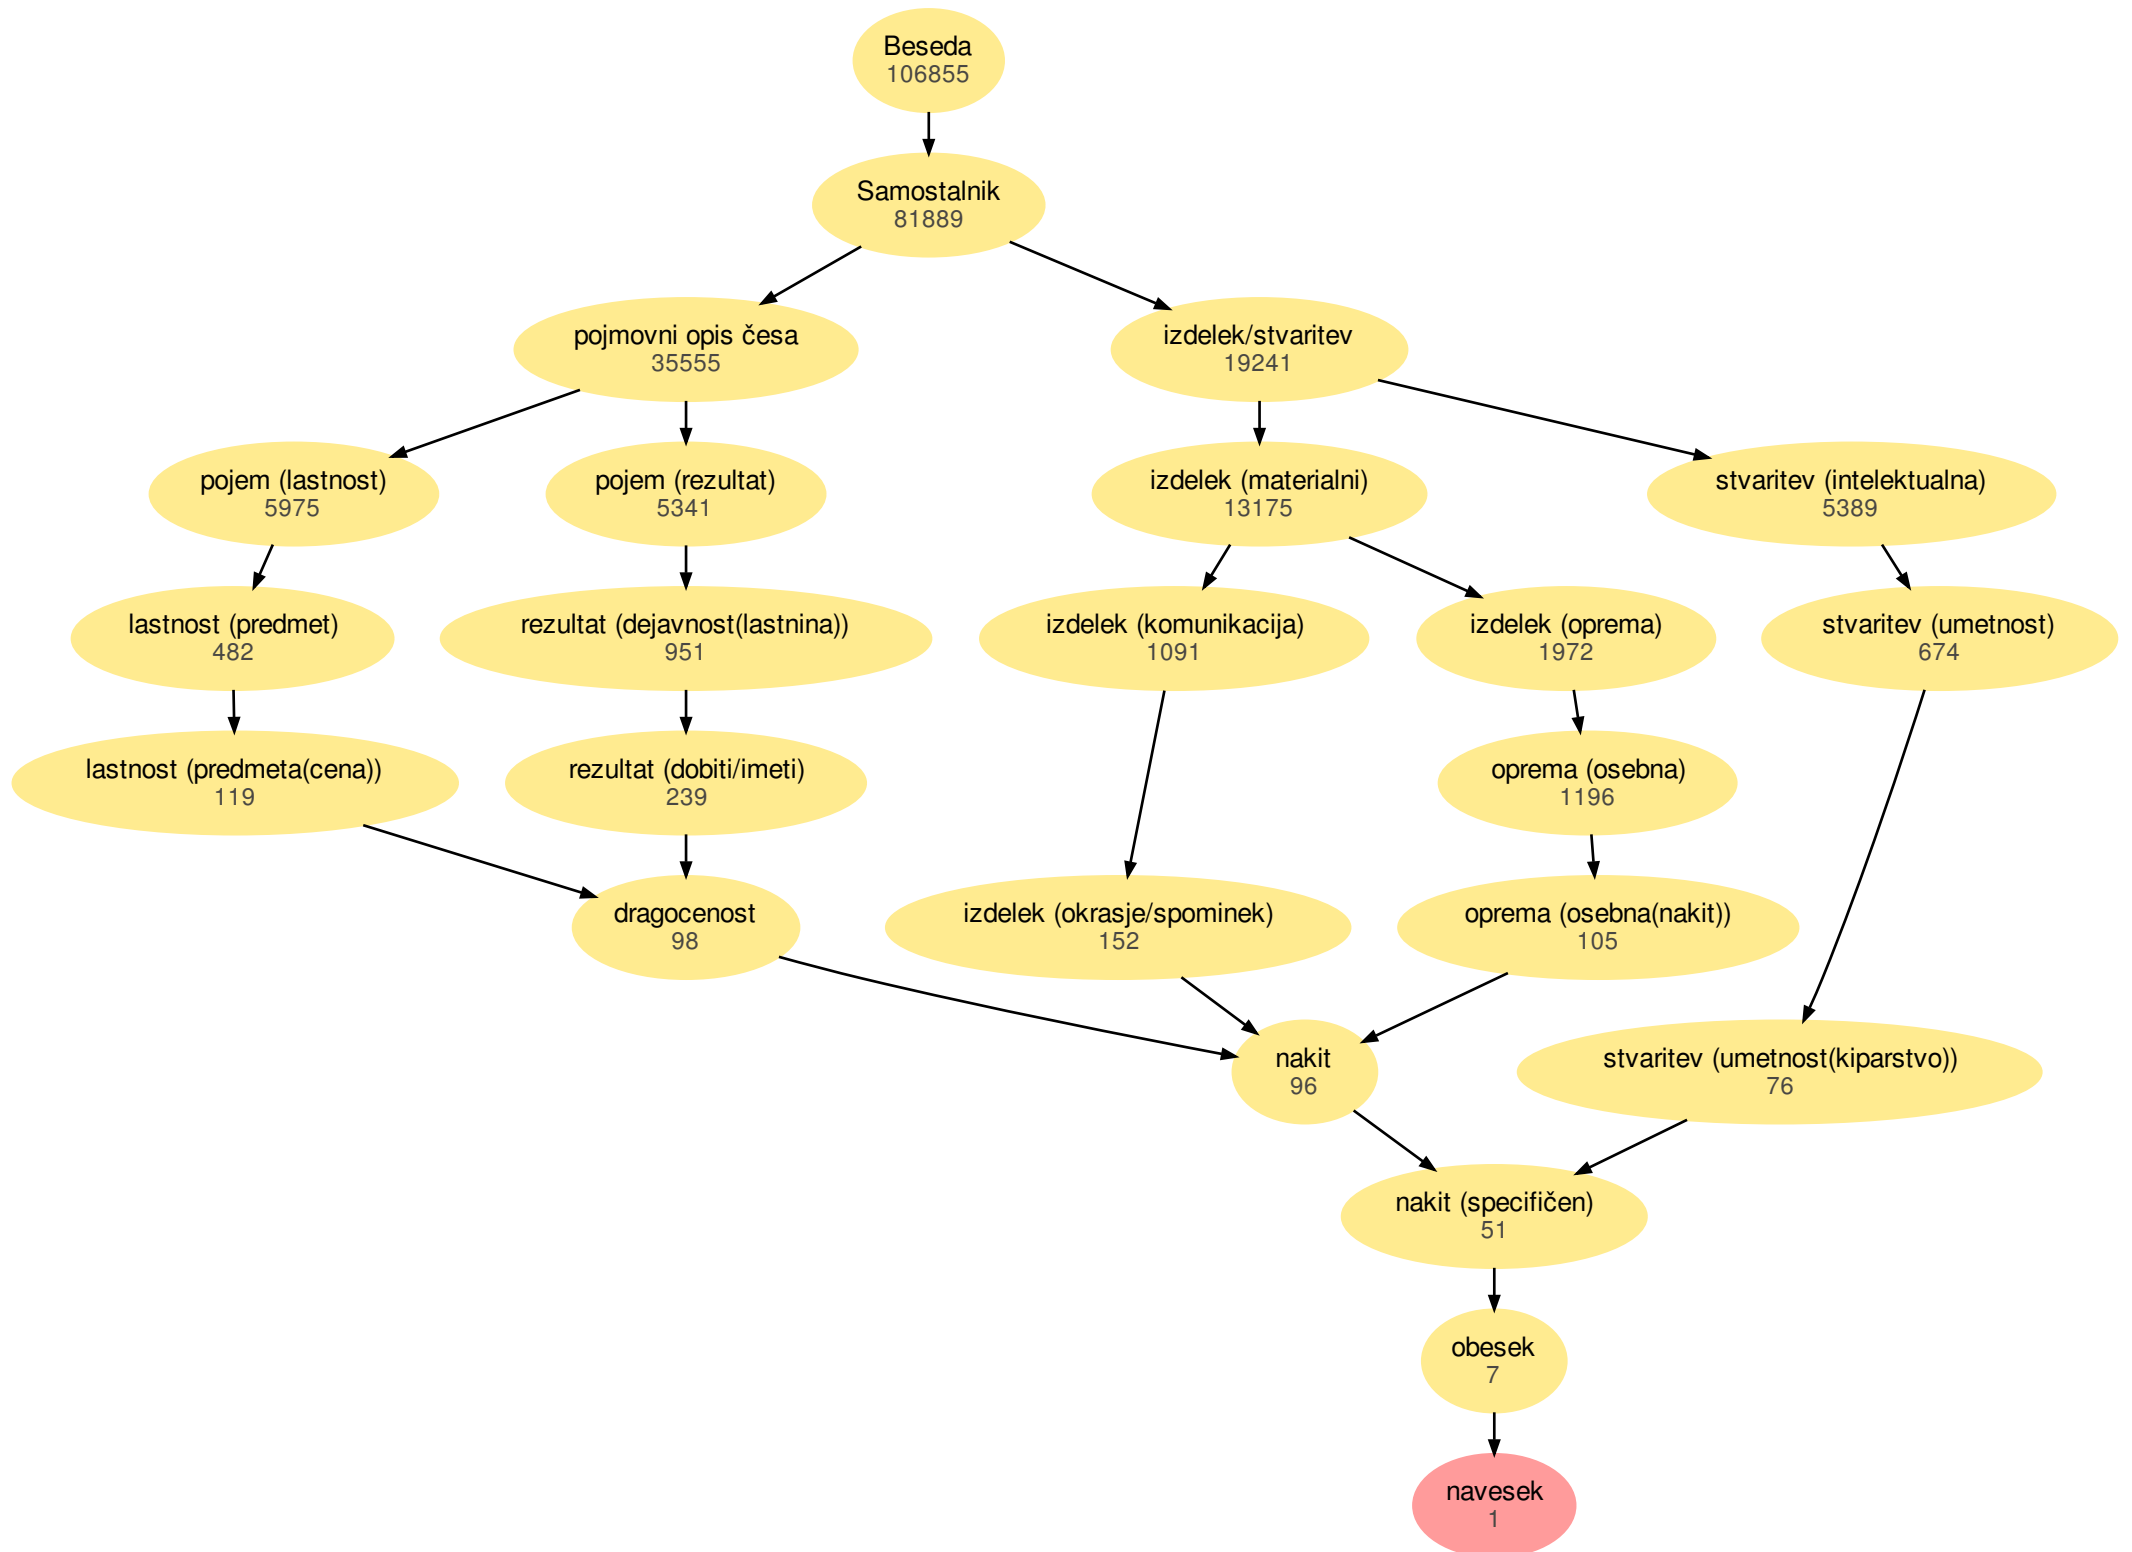 Beseda
106855
Samostalnik
81889
pojmovni opis česa
35555
izdelek/stvaritev
19241
pojem (lastnost)
5975
pojem (rezultat)
5341
izdelek (materialni)
13175
stvaritev (intelektualna)
5389
lastnost (predmet)
482
rezultat (dejavnost(lastnina))
951
izdelek (komunikacija)
1091
izdelek (oprema)
1972
stvaritev (umetnost)
674
lastnost (predmeta(cena))
119
rezultat (dobiti/imeti)
239
oprema (osebna)
1196
dragocenost
98
izdelek (okrasje/spominek)
152
oprema (osebna(nakit))
105
nakit
96
stvaritev (umetnost(kiparstvo))
76
nakit (specifičen)
51
obesek
7
navesek
1